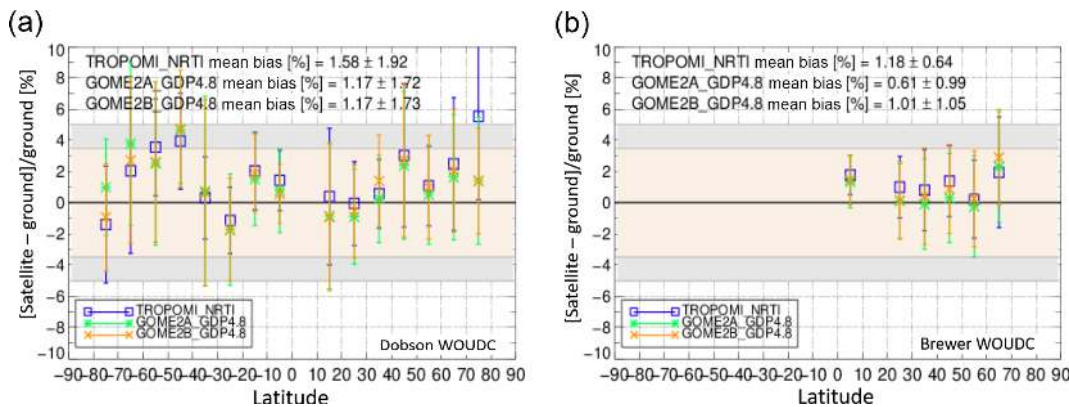 (a)
TROPOMI_NRTI mean bias [%] = 1.58 ± 1.92
GOME2A_GDP4.8 mean bias [%] = 1.17 ± 1.72
GOME2B_GDP4.8 mean bias [%] = 1.17 ± 1.73
[Satellite – ground]/ground [%]
10
8
6
4
2
0
−2
−4
−6
−8
−10
TROPOMI_NRTI
GOME2A_GDP4.8
GOME2B_GDP4.8
Dobson WOUDC
−90−80−70−60−50−40−30−20−10 0 10 20 30 40 50 60 70 80 90
Latitude
(b)
TROPOMI_NRTI mean bias [%] = 1.18 ± 0.64
GOME2A_GDP4.8 mean bias [%] = 0.61 ± 0.99
GOME2B_GDP4.8 mean bias [%] = 1.01 ± 1.05
[Satellite – ground]/ground [%]
10
8
6
4
2
0
−2
−4
−6
−8
−10
TROPOMI_NRTI
GOME2A_GDP4.8
GOME2B_GDP4.8
Brewer WOUDC
−90−80−70−60−50−40−30−20−10 0 10 20 30 40 50 60 70 80 90
Latitude